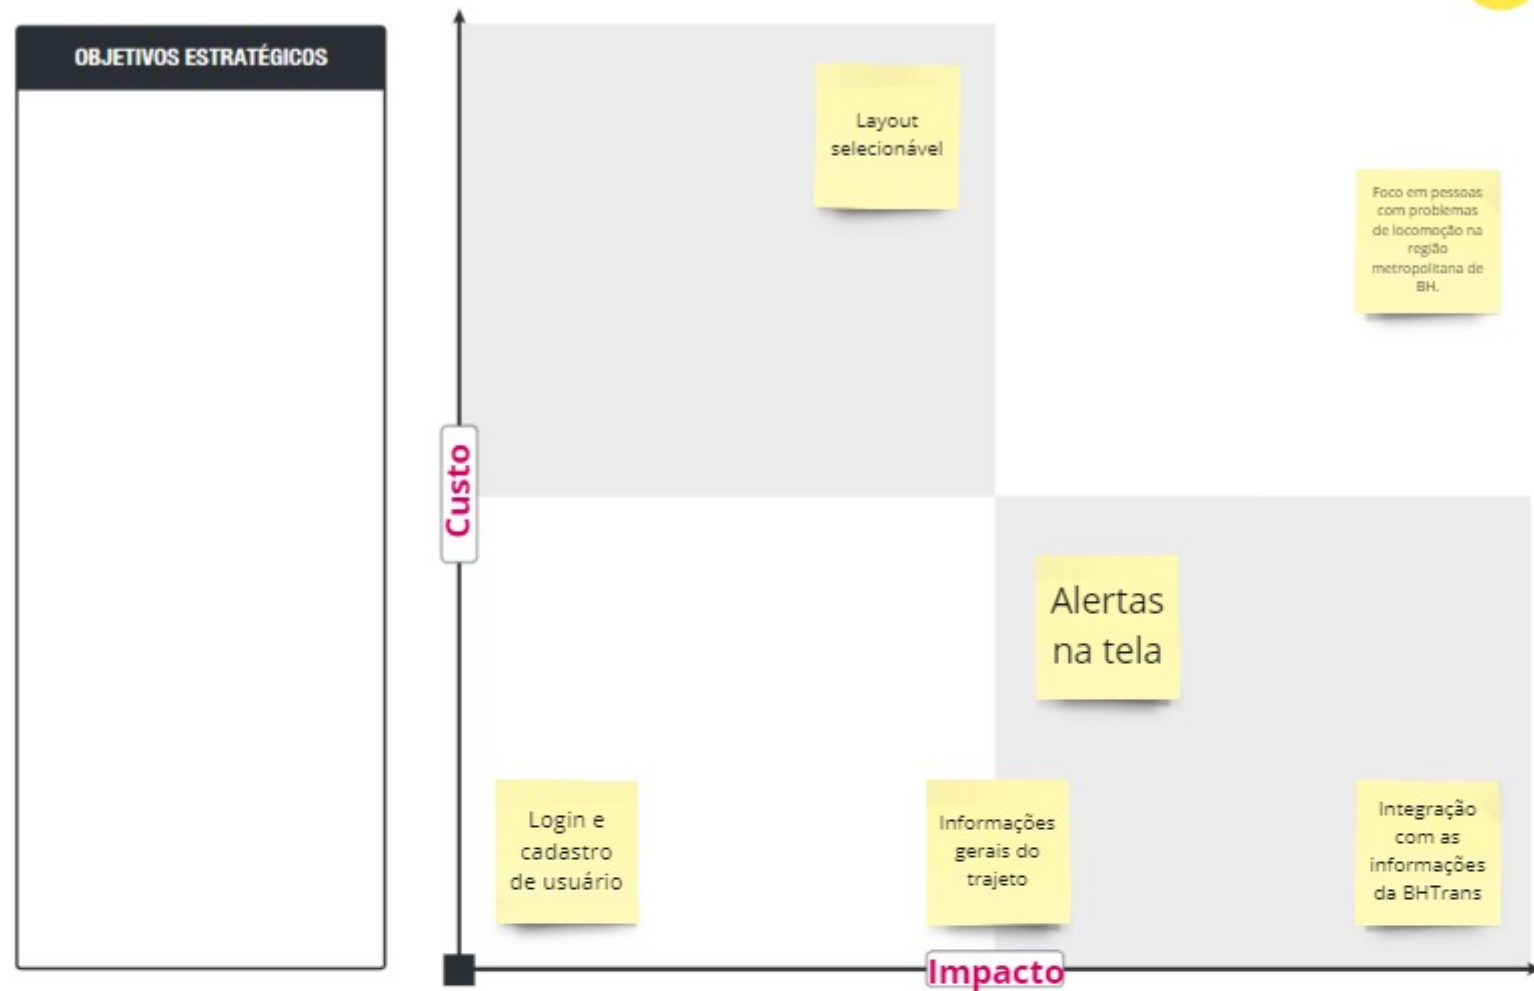 OBJETIVOS ESTRATÉGICOS
Layout
selecionável
Foco em pessoas
com problemas
de locomoção na
região
metropolitana de
BH.
Custo
Alertas
na tela
Login e
cadastro
de usuário
Informações
gerais do
trajeto
Integração
com as
informações
da BHTrans
Impacto